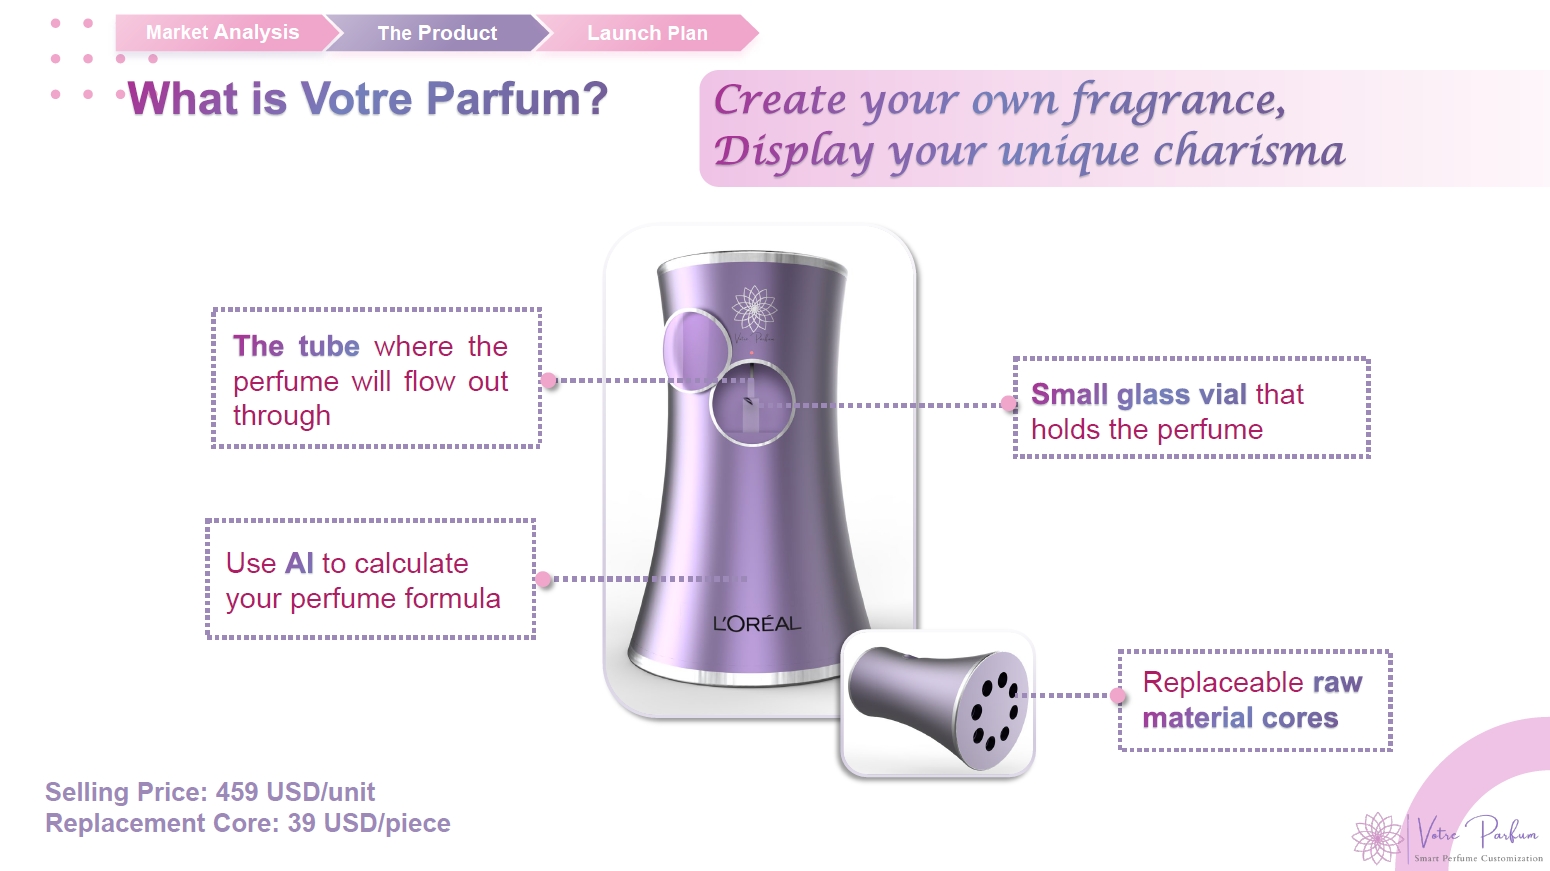 Market Analysis
The Product
Launch Plan
What is Votre Parfum?
Create your own fragrance,
Display your unique charisma
Votre Parfum
The tube where the
perfume will flow out
through
Small glass vial that
holds the perfume
Use AI to calculate
your perfume formula
L'ORÉAL
Replaceable raw
material cores
Selling Price: 459 USD/unit
Replacement Core: 39 USD/piece
Votre Parfum
Smart Perfume Customization